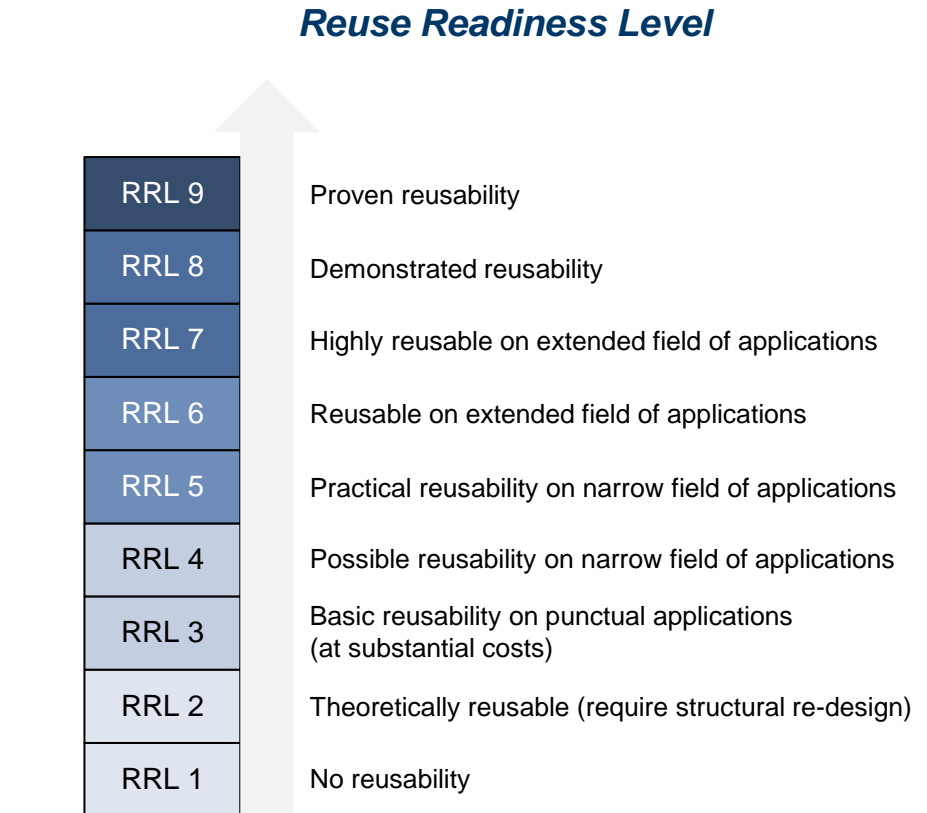 Reuse Readiness Level
RRL 9
Proven reusability
RRL 8
Demonstrated reusability
RRL 7
Highly reusable on extended field of applications
RRL 6
Reusable on extended field of applications
RRL 5
Practical reusability on narrow field of applications
RRL 4
Possible reusability on narrow field of applications
RRL 3
Basic reusability on punctual applications
(at substantial costs)
RRL 2
Theoretically reusable (require structural re-design)
RRL 1
No reusability